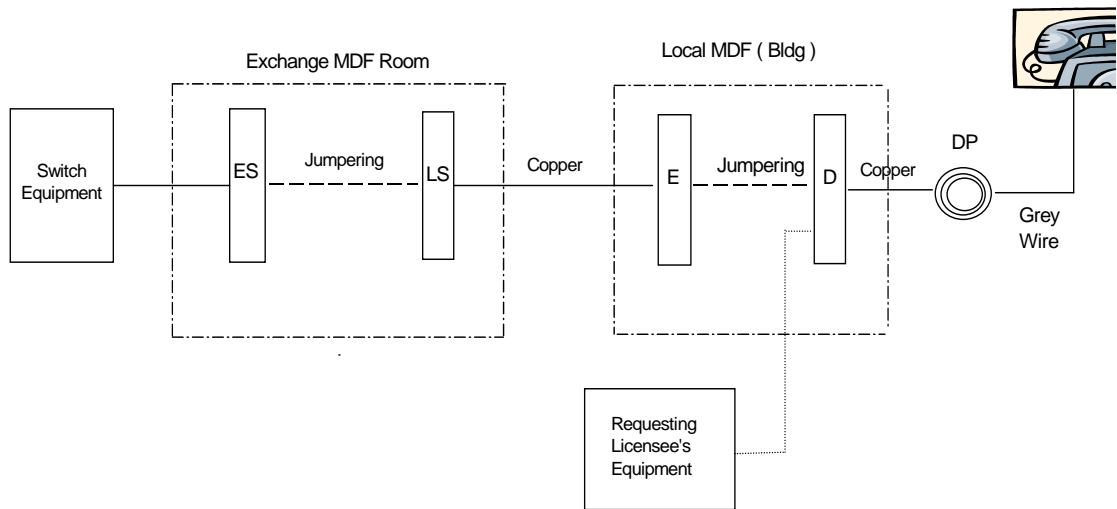 Exchange MDF Room
Local MDF ( Bldg )
Switch
Equipment
ES
Jumpering
LS
Copper
E
Jumpering
D
Copper
DP
Grey
Wire
Requesting
Licensee's
Equipment